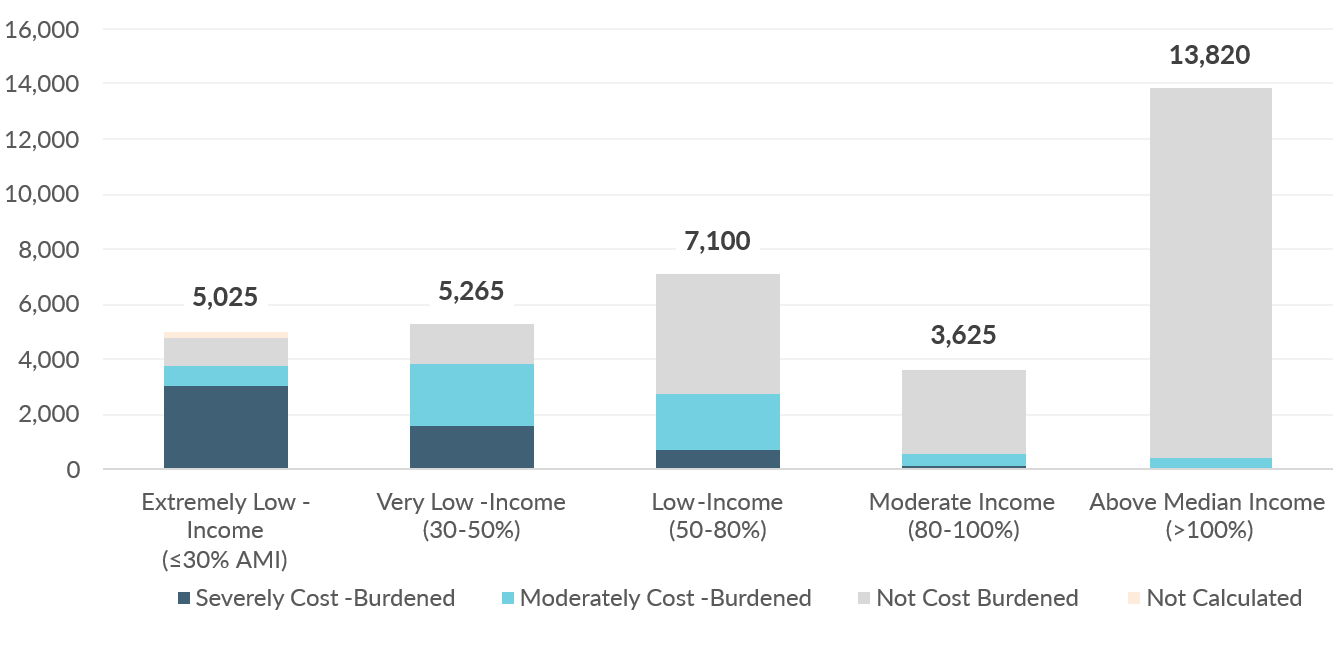 16,000
14,000
12,000
10,000
8,000
6,000
4,000
2,000
0
5,025
5,265
7,100
3,625
13,820
Extremely Low -
Income
(≤30% AMI)
Very Low -Income
(30-50%)
Low-Income
(50-80%)
Moderate Income
(80-100%)
Above Median Income
(>100%)
Severely Cost -Burdened
Moderately Cost -Burdened
Not Cost Burdened
Not Calculated